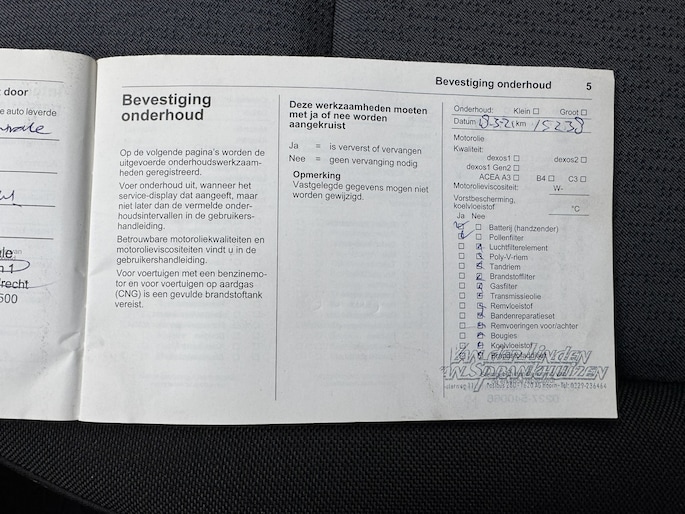 t door
e auto leverde
ale
n 1
recht
500
Bevestiging
onderhoud
Op de volgende pagina's worden de
uitgevoerde onderhoudswerkzaam-
heden geregistreerd.
Voer onderhoud uit, wanneer het
service-display dat aangeeft, maar
niet later dan de vermelde onder-
houdsintervallen in de gebruikers-
handleiding.
Betrouwbare motoroliekwaliteiten en
motorolieviscositeiten vindt u in de
gebruikershandleiding.
Voor voertuigen met een benzinemo-
tor en voor voertuigen op aardgas
(CNG) is een gevulde brandstoftank
vereist.
Deze werkzaamheden moeten
met ja of nee worden
aangekruist
Ja = is ververst of vervangen
Nee = geen vervanging nodig
Opmerking
Vastgelegde gegevens mogen niet
worden gewijzigd.
Bevestiging onderhoud 5
Onderhoud: Klein Groot
Datum km 15238
Motorolie
Kwaliteit:
dexos1 dexos2
dexos1 Gen2
ACEA A3 B4 C3
Motorolieviscositeit: W-
Vorstbescherming,
koelvloeistof °C
Ja Nee
Batterij (handzender)
Pollenfilter
Luchtfilterelement
Poly-V-riem
Tandriem
Brandstoffilter
Gasfilter
Transmissieolie
Remvloeistof
Bandenreparatieset
Remvoeringen voor/achter
Bougies
Koelvloeistof